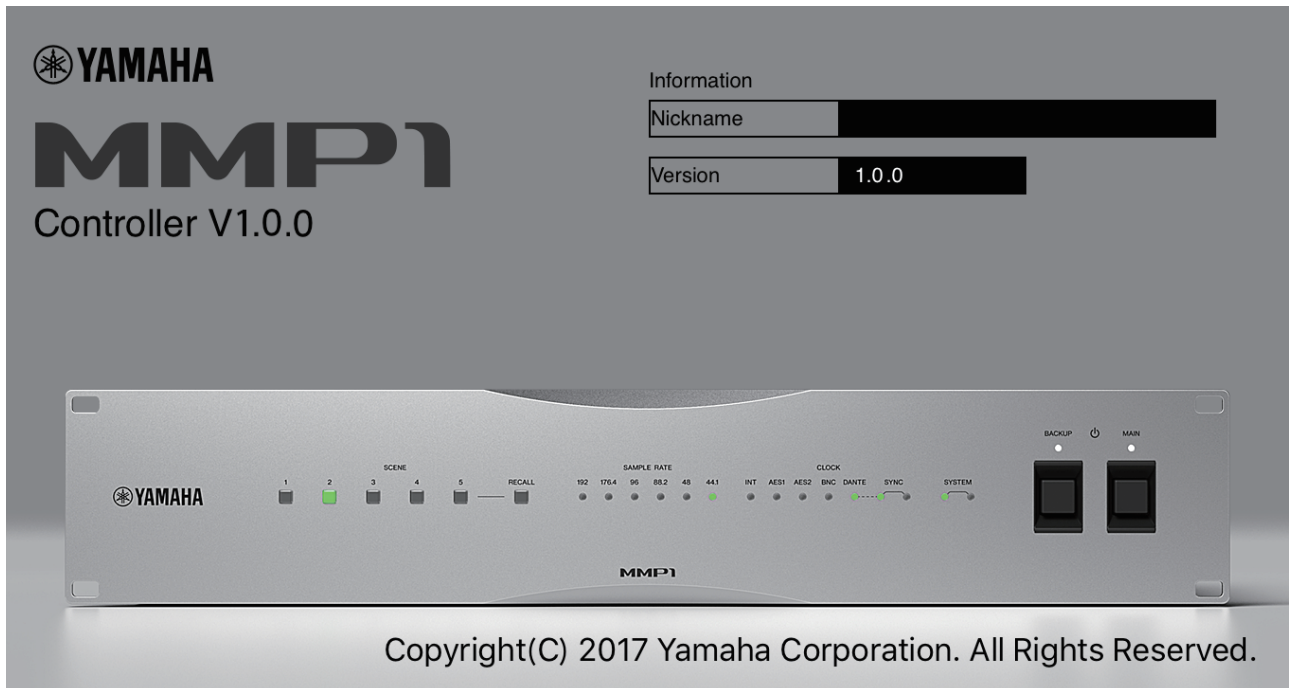 YAMAHA
MMP1
Controller V1.0.0
Information
Nickname
Version 1.0.0
BACKUP MAIN
SCENE SAMPLE RATE CLOCK
1 2 3 4 5 RECALL 192 176.4 96 88.2 48 44.1 INT AES1 AES2 BNC DANTE SYNC SYSTEM
YAMAHA
MMP1
Copyright(C) 2017 Yamaha Corporation. All Rights Reserved.